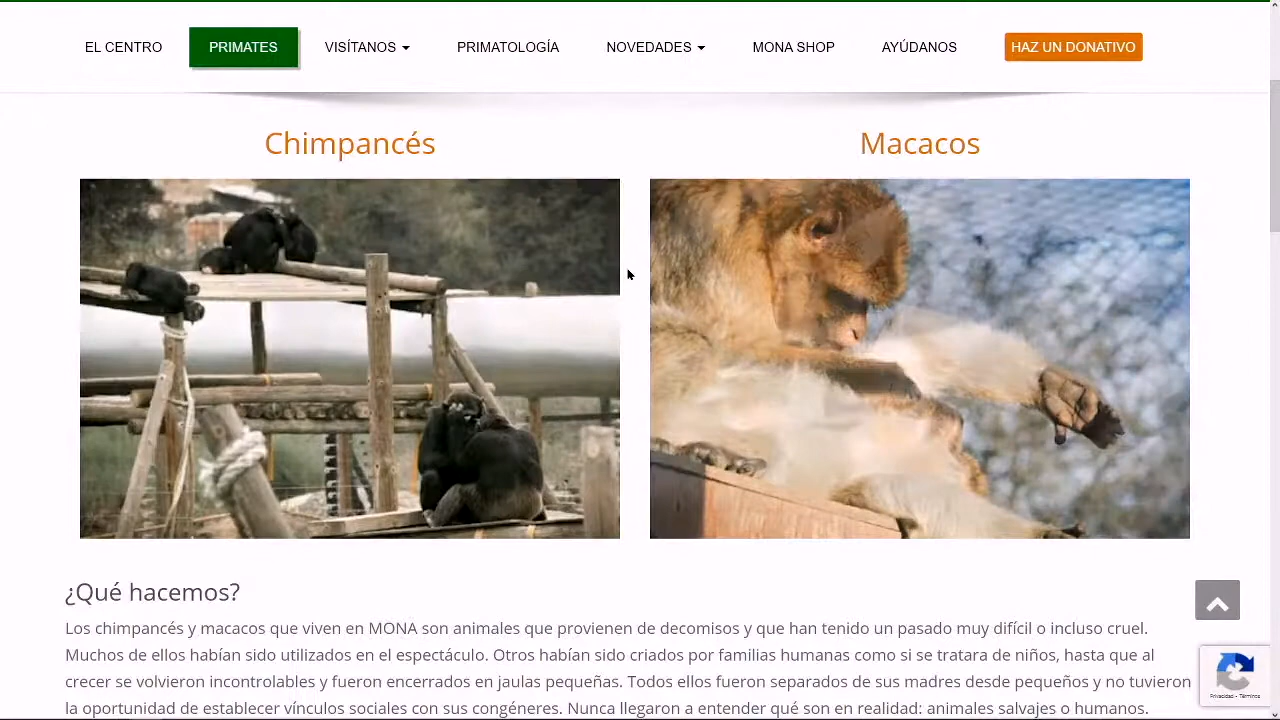 EL CENTRO PRIMATES VISÍTANOS PRIMATOLOGÍA NOVEDADES MONA SHOP AYÚDANOS HAZ UN DONATIVO
Chimpancés
Macacos
¿Qué hacemos?
Los chimpancés y macacos que viven en MONA son animales que provienen de decomisos y que han tenido un pasado muy difícil o incluso cruel.
Muchos de ellos habían sido utilizados en el espectáculo. Otros habían sido criados por familias humanas como si se tratara de niños, hasta que al
crecer se volvieron incontrolables y fueron encerrados en jaulas pequeñas. Todos ellos fueron separados de sus madres desde pequeños y no tuvieron
la oportunidad de establecer vínculos sociales con sus congéneres. Nunca llegaron a entender qué son en realidad: animales salvajes o humanos.
Privacidad - Términos